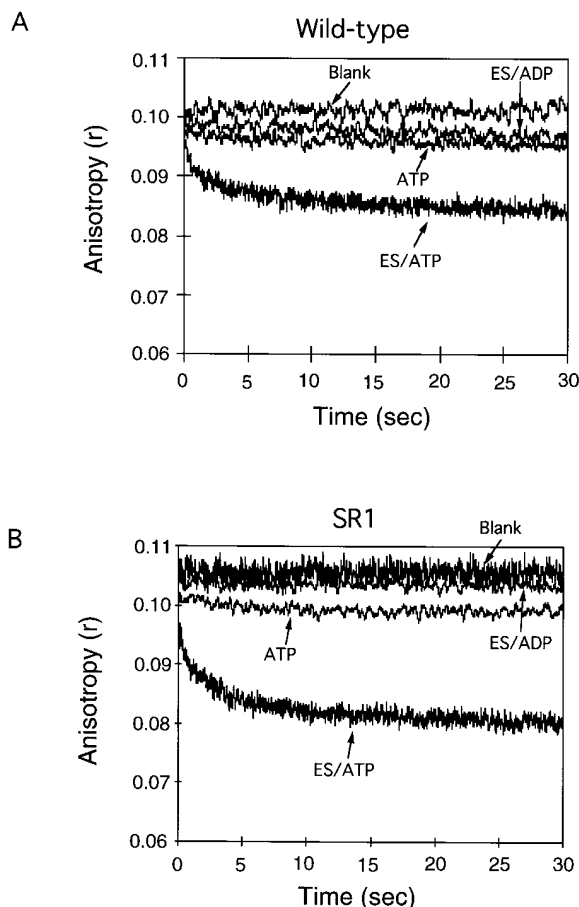 A
Wild-type
0.11
0.10
0.09
0.08
0.07
0.06
Anisotropy (r)
Blank
ES/ADP
ATP
ES/ATP
0
5
10
15
20
25
30
Time (sec)
B
SR1
0.11
0.10
0.09
0.08
0.07
0.06
Anisotropy (r)
Blank
ES/ADP
ATP
ES/ATP
0
5
10
15
20
25
30
Time (sec)